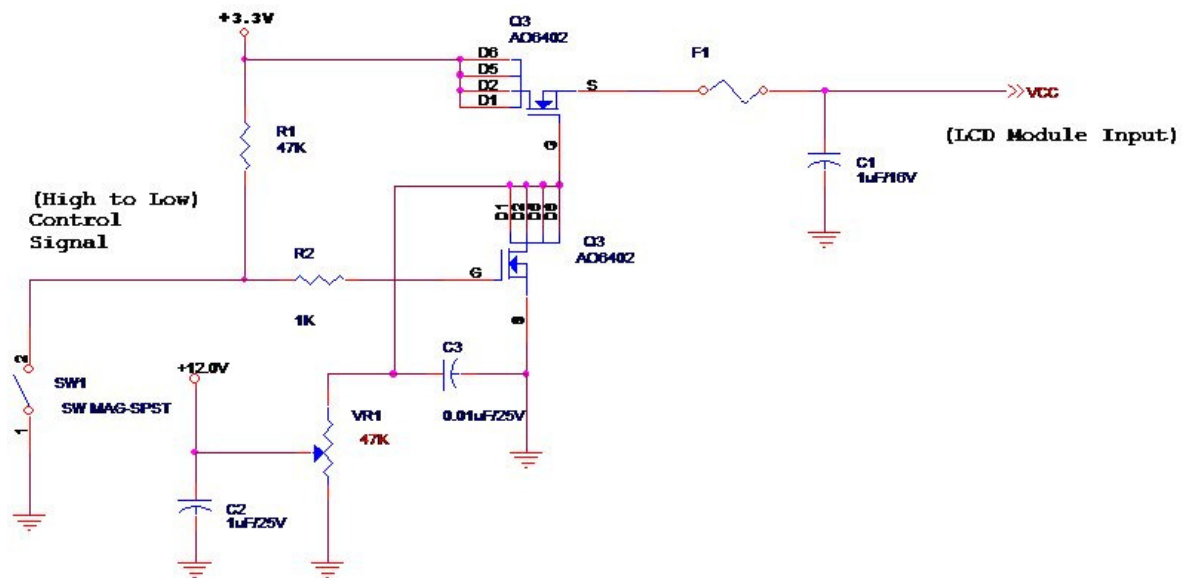 +3.3V
Q3
AO6402
D6
D5
D2
D1
S
G
F1
VCC
(LCD Module Input)
R1
47K
C1
1uF/16V
(High to Low)
Control
Signal
D1
D2
Q3
AO6402
R2
G
1K
S
2
SW1
SW MAG-SPST
1
+12.0V
C3
0.01uF/25V
VR1
47K
C2
1uF/25V